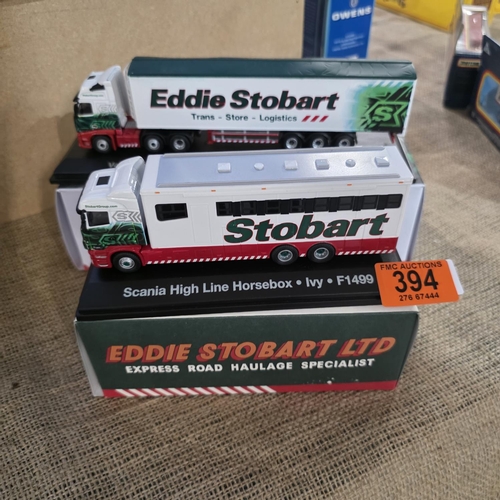 OWENS
Eddie Stobart
Trans - Store - Logistics
S
Stobart
Scania High Line Horsebox • Ivy • F1499
FMC AUCTIONS
394
276 67444
EDDIE STOBART LTD
EXPRESS ROAD HAULAGE SPECIALIST